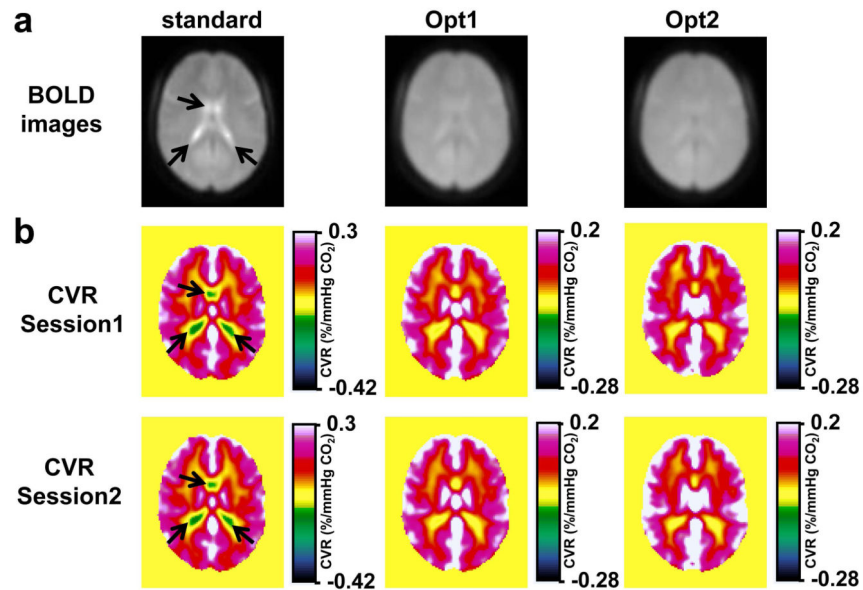 a
standard
Opt1
Opt2
BOLD
images
b
CVR
Session1
0.3
CVR (%/mmHg CO₂)
-0.42
0.2
CVR (%/mmHg CO₂)
-0.28
0.2
CVR (%/mmHg CO₂)
-0.28
CVR
Session2
0.3
CVR (%/mmHg CO₂)
-0.42
0.2
CVR (%/mmHg CO₂)
-0.28
0.2
CVR (%/mmHg CO₂)
-0.28